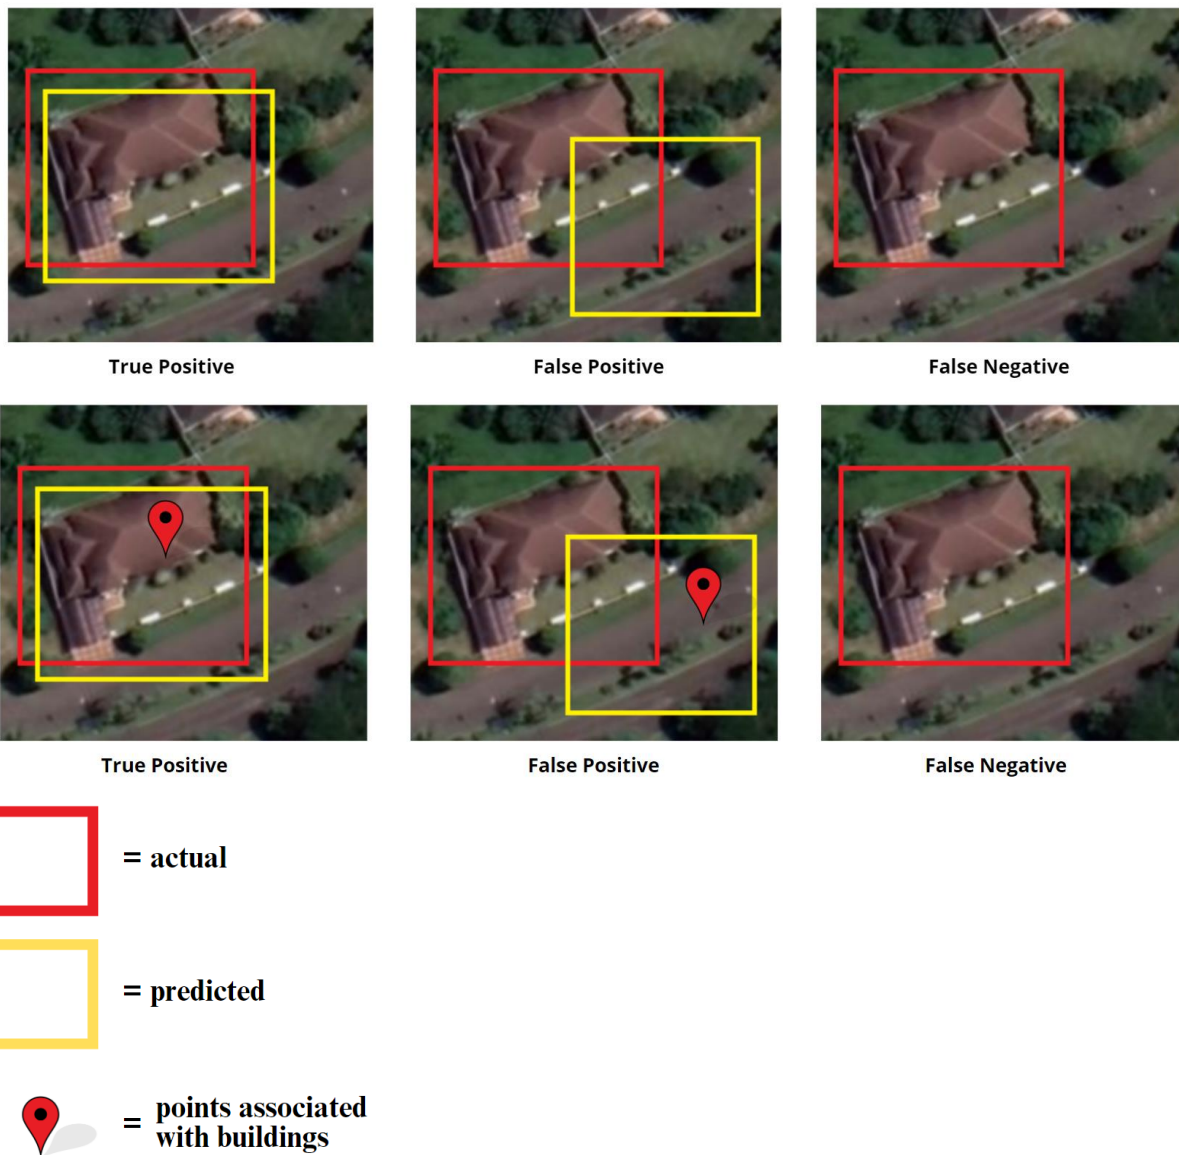 True Positive
False Positive
False Negative
True Positive
False Positive
False Negative
= actual
= predicted
= points associated
with buildings